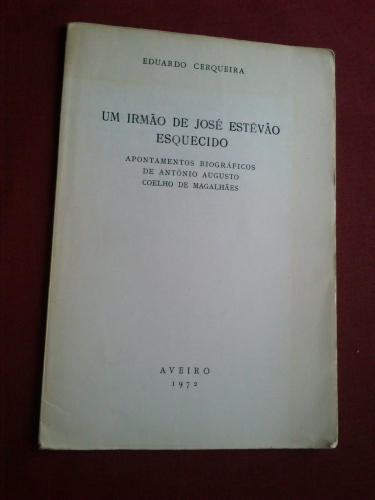 EDUARDO CERQUEIRA
UM IRMÃO DE JOSÉ ESTÊVÃO
ESQUECIDO
APONTAMENTOS BIOGRÁFICOS
DE ANTÓNIO AUGUSTO
COELHO DE MAGALHÃES
AVEIRO
1972